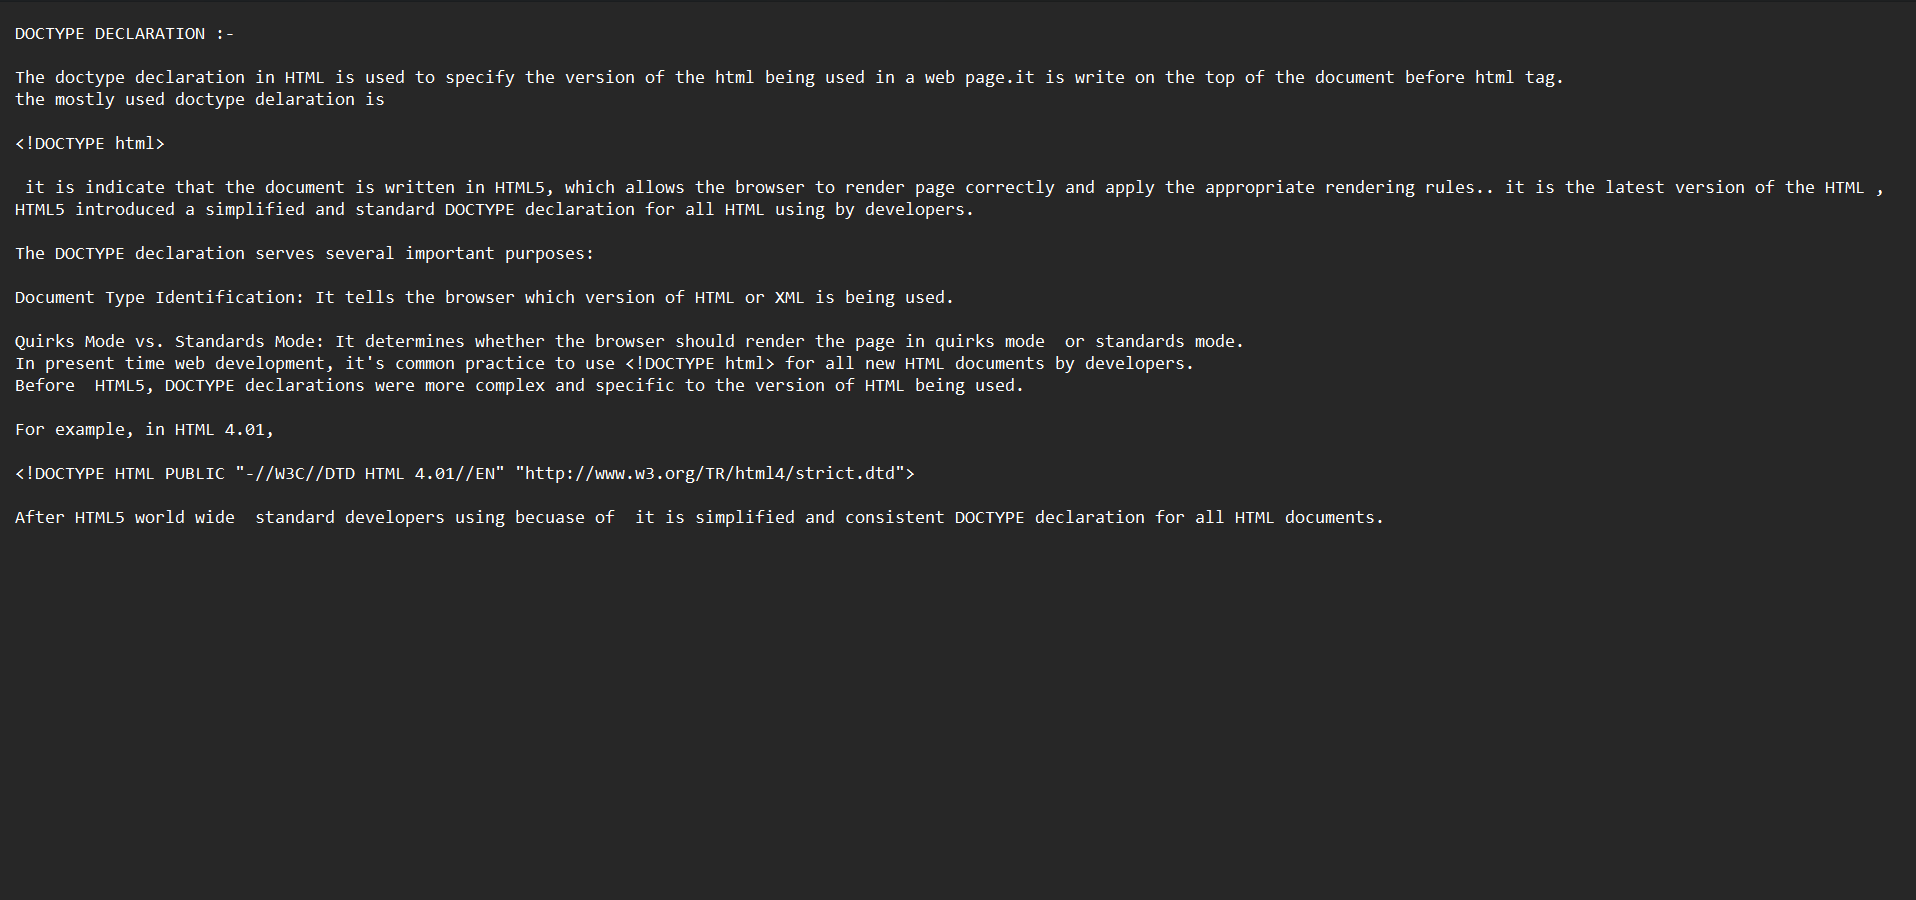 DOCTYPE DECLARATION :-
The doctype declaration in HTML is used to specify the version of the html being used in a web page.it is write on the top of the document before html tag.
the mostly used doctype delaration is
<!DOCTYPE html>
it is indicate that the document is written in HTML5, which allows the browser to render page correctly and apply the appropriate rendering rules.. it is the latest version of the HTML ,
HTML5 introduced a simplified and standard DOCTYPE declaration for all HTML using by developers.
The DOCTYPE declaration serves several important purposes:
Document Type Identification: It tells the browser which version of HTML or XML is being used.
Quirks Mode vs. Standards Mode: It determines whether the browser should render the page in quirks mode  or standards mode.
In present time web development, it's common practice to use <!DOCTYPE html> for all new HTML documents by developers.
Before  HTML5, DOCTYPE declarations were more complex and specific to the version of HTML being used.
For example, in HTML 4.01,
<!DOCTYPE HTML PUBLIC "-//W3C//DTD HTML 4.01//EN" "http://www.w3.org/TR/html4/strict.dtd">
After HTML5 world wide  standard developers using becuase of  it is simplified and consistent DOCTYPE declaration for all HTML documents.